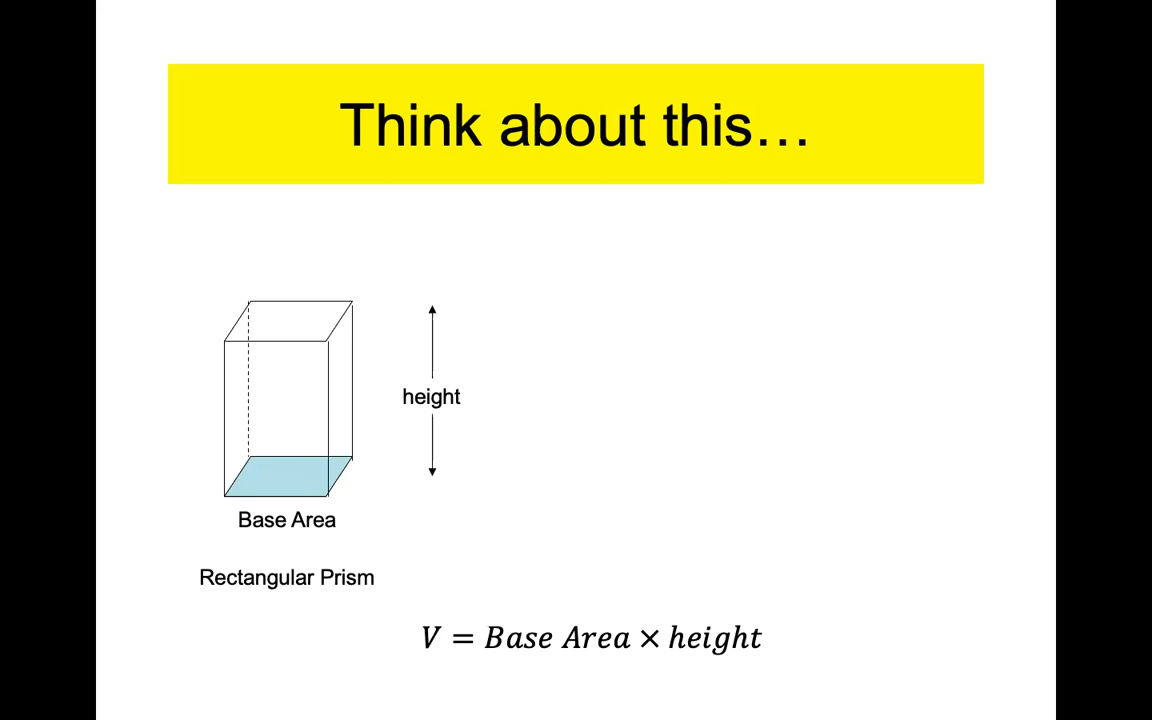 Think about this…
height
Base Area
Rectangular Prism
V = Base Area × height